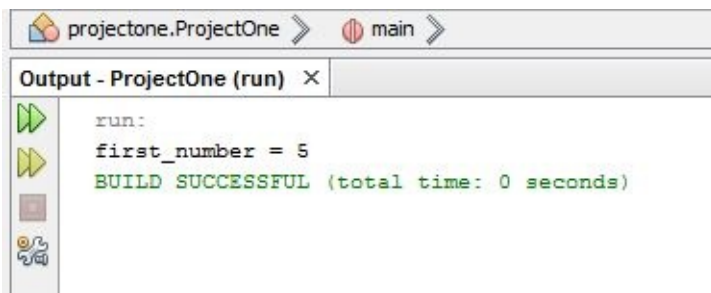 projectone.ProjectOne main
Output - ProjectOne (run)
run:
first_number = 5
BUILD SUCCESSFUL (total time: 0 seconds)